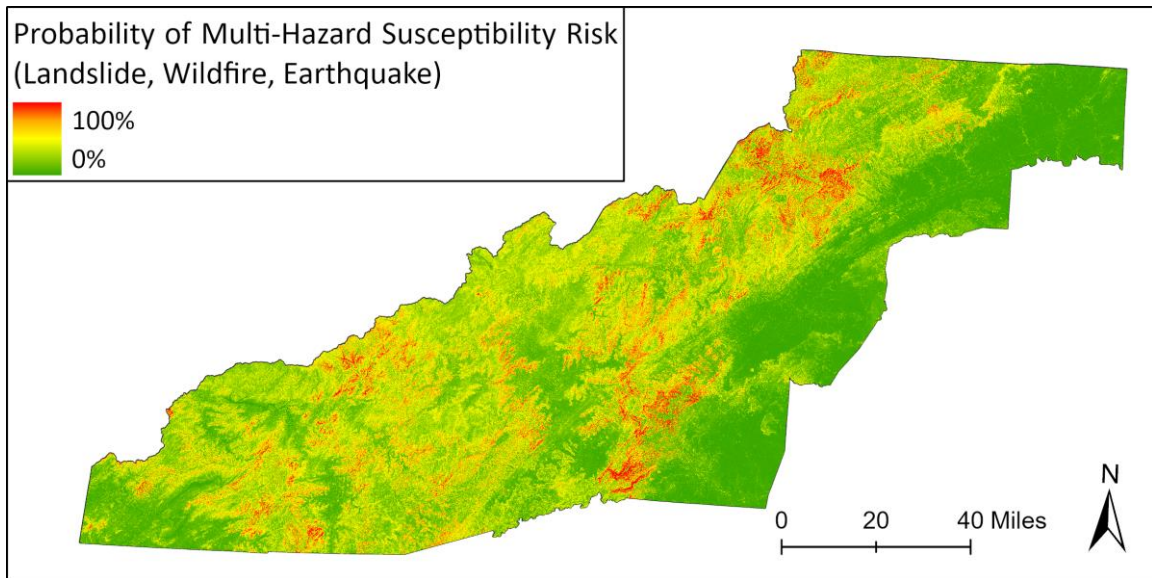 Probability of Multi-Hazard Susceptibility Risk
(Landslide, Wildfire, Earthquake)
100%
0%
N
0 20 40 Miles